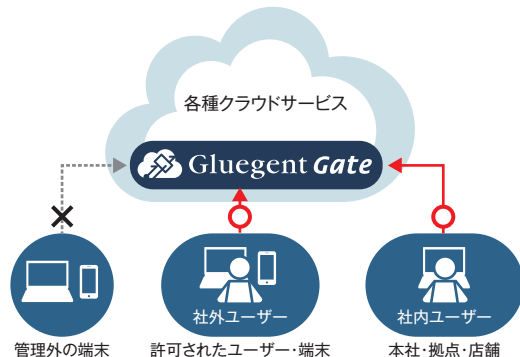 各種クラウドサービス
Gluegent Gate
社外ユーザー
社内ユーザー
管理外の端末
許可されたユーザー・端末
本社・拠点・店舗